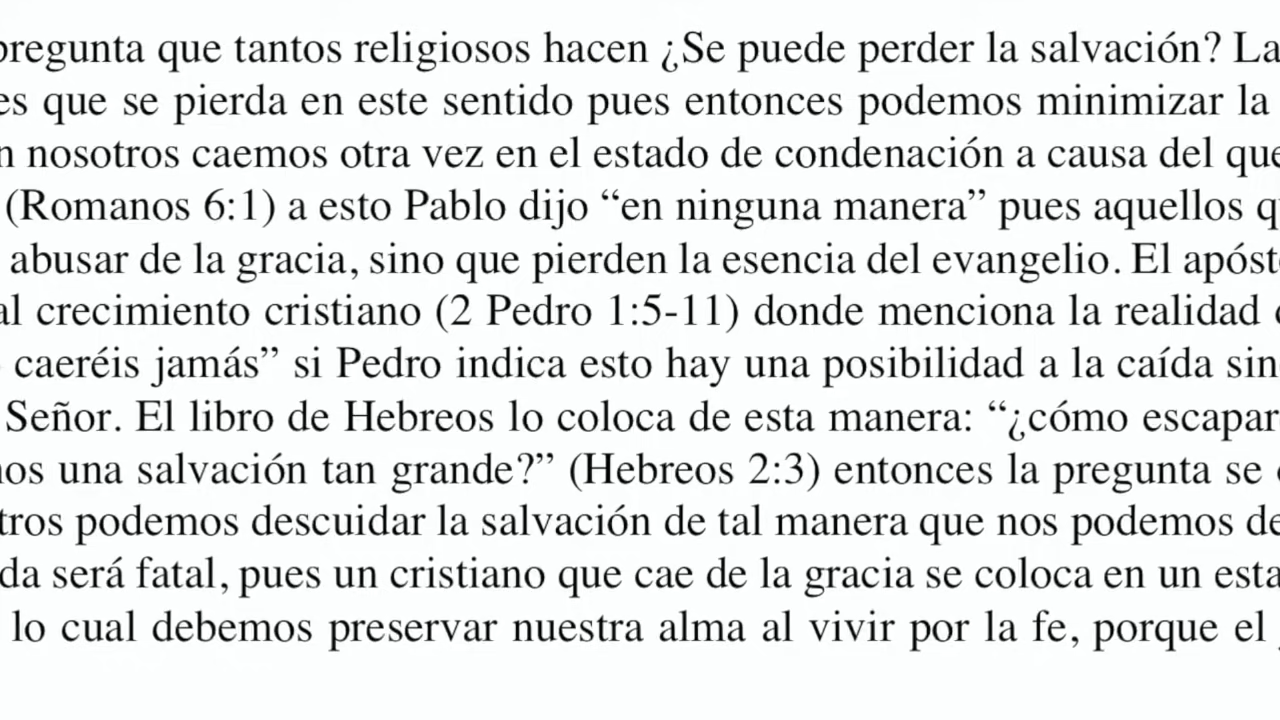 pregunta que tantos religiosos hacen ¿Se puede perder la salvación? La
es que se pierda en este sentido pues entonces podemos minimizar la
n nosotros caemos otra vez en el estado de condenación a causa del que
(Romanos 6:1) a esto Pablo dijo “en ninguna manera” pues aquellos q
abusar de la gracia, sino que pierden la esencia del evangelio. El apóst
al crecimiento cristiano (2 Pedro 1:5-11) donde menciona la realidad
caeréis jamás” si Pedro indica esto hay una posibilidad a la caída sin
Señor. El libro de Hebreos lo coloca de esta manera: “¿cómo escapar
nos una salvación tan grande?” (Hebreos 2:3) entonces la pregunta se
tros podemos descuidar la salvación de tal manera que nos podemos de
da será fatal, pues un cristiano que cae de la gracia se coloca en un esta
lo cual debemos preservar nuestra alma al vivir por la fe, porque el